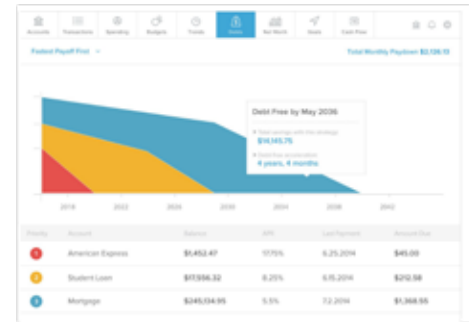 Accounts Transactions Spending Budgets Trends Debts Net Worth Goals Cash Flow
Fastest Payoff First Total Monthly Paydown $2,126.13
Debt Free by May 2036
Total savings with this strategy
$14,145.75
Debt free acceleration
4 years, 4 months
2018 2022 2026 2030 2034 2038 2042
Priority Account Balance APR Last Payment Amount Due
1 American Express $1,452.47 17.75% 6.25.2014 $45.00
2 Student Loan $17,556.32 8.25% 6.15.2014 $212.58
3 Mortgage $245,134.95 5.5% 7.2.2014 $1,368.55